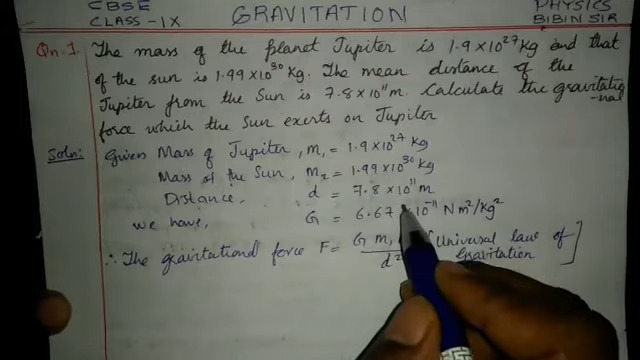 CBSE
CLASS - IX
GRAVITATION
PHYSICS
BIBIN SIR
Qn.1. The mass of the planet Jupiter is 1.9 × 10²⁷ kg and that
of the sun is 1.99 × 10³⁰ Kg. The mean distance of the
Jupiter from the Sun is 7.8 × 10¹¹ m. Calculate the gravitatio
-nal
force which the Sun exerts on Jupiter
Soln: Given Mass of Jupiter, m₁ = 1.9 × 10²⁷ Kg
Mass of the Sun, m₂ = 1.99 × 10³⁰ Kg
Distance, d = 7.8 × 10¹¹ m
we have, G = 6.67 × 10⁻¹¹ N m²/kg²
∴ The gravitational force F = G m₁ / d² [Universal law of
Gravitation]